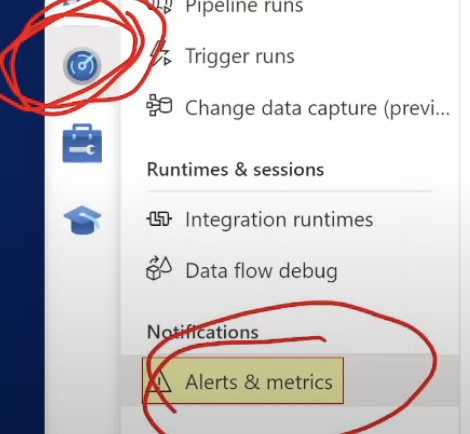 Pipeline runs
Trigger runs
Change data capture (previ...
Runtimes & sessions
Integration runtimes
Data flow debug
Notifications
Alerts & metrics